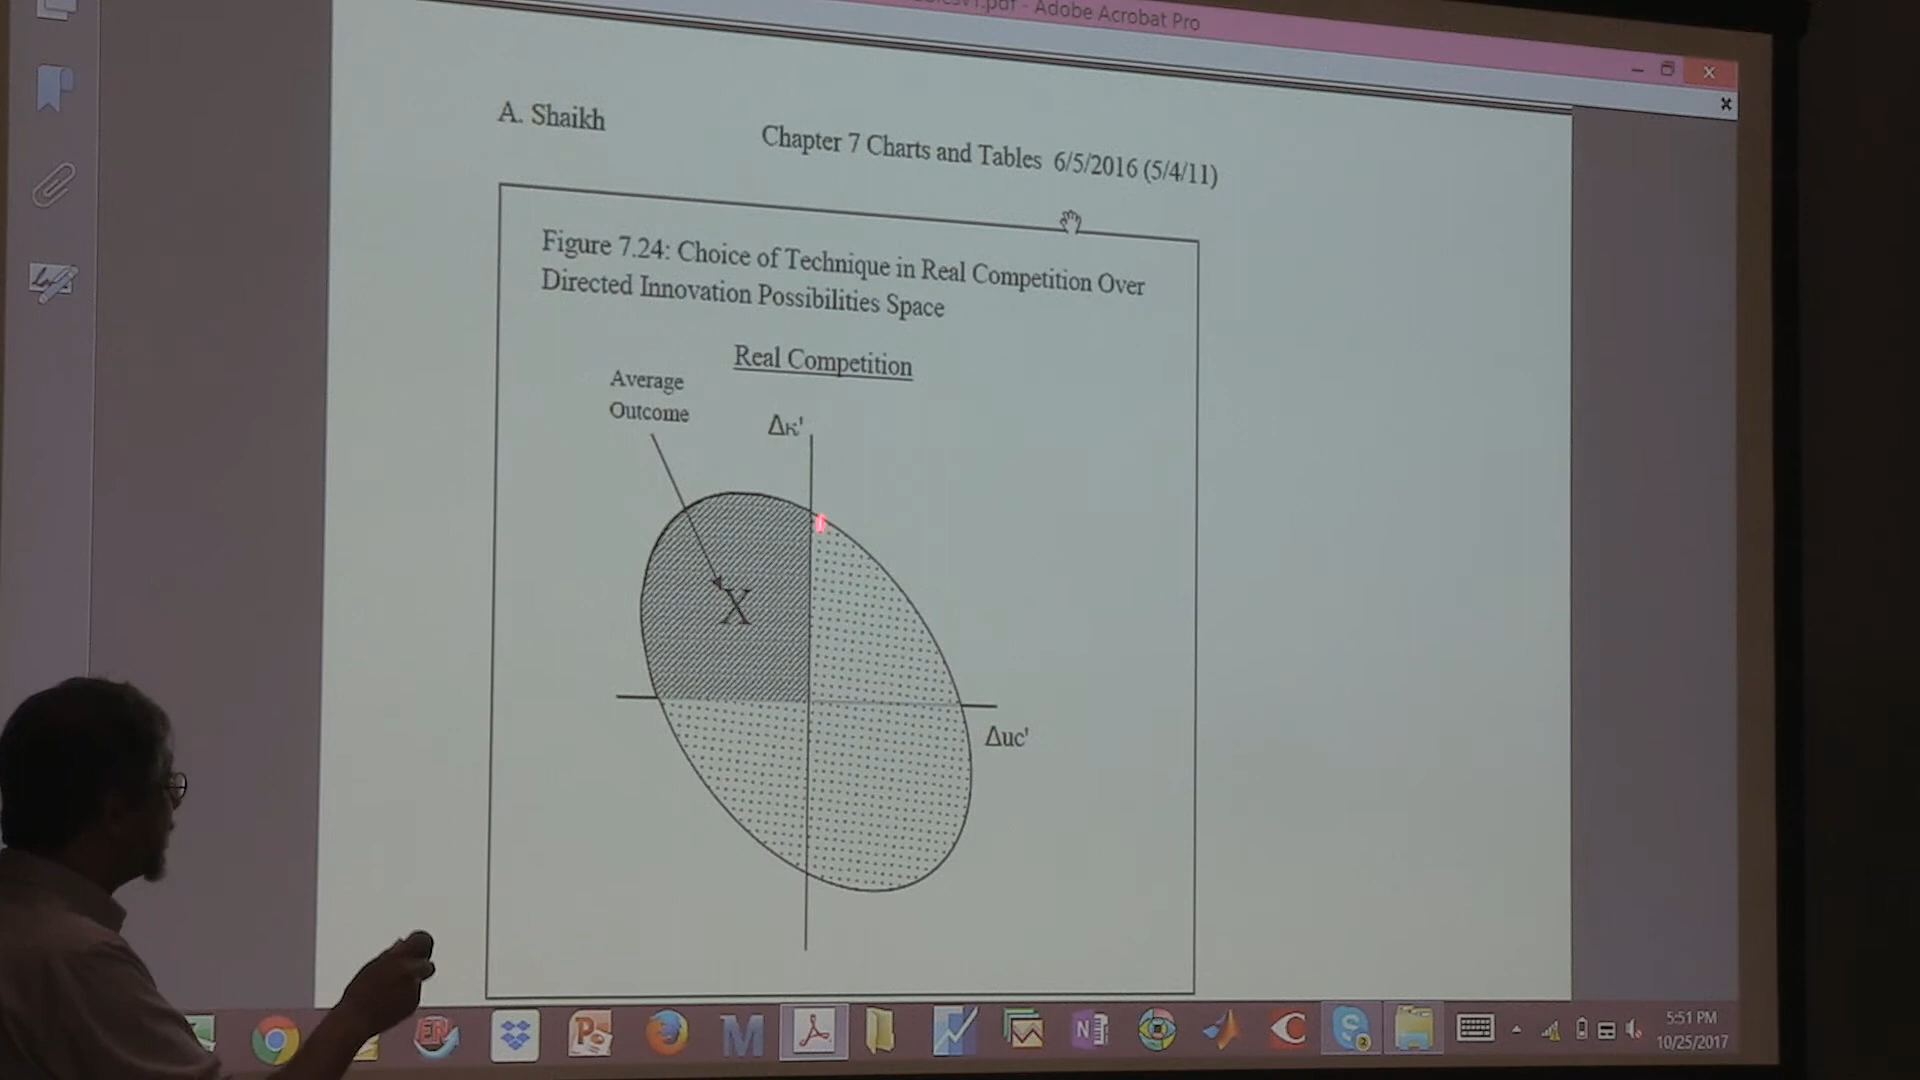 .pdf - Adobe Acrobat Pro
A. Shaikh
Chapter 7 Charts and Tables 6/5/2016 (5/4/11)
Figure 7.24: Choice of Technique in Real Competition Over
Directed Innovation Possibilities Space
Real Competition
Average
Outcome
Δκ'
X
Δuc'
5:51 PM
10/25/2017